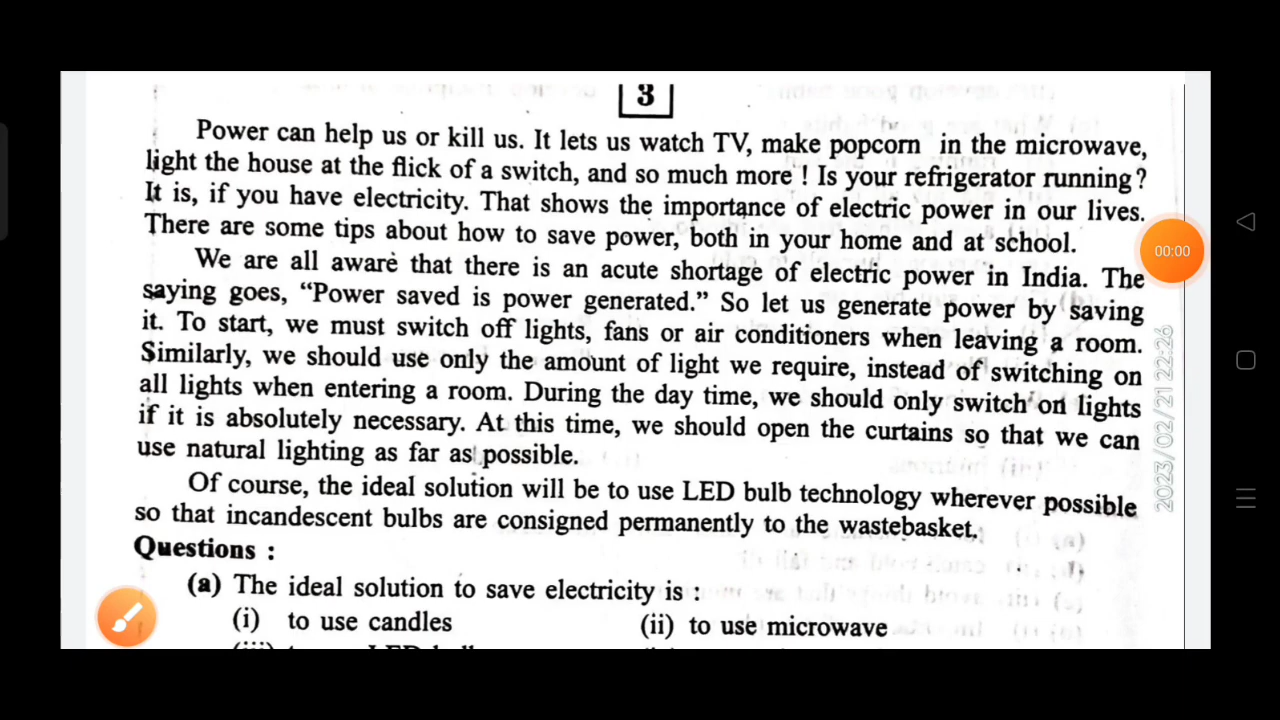 3
Power can help us or kill us. It lets us watch TV, make popcorn in the microwave,
light the house at the flick of a switch, and so much more ! Is your refrigerator running?
It is, if you have electricity. That shows the importance of electric power in our lives.
There are some tips about how to save power, both in your home and at school.
We are all aware that there is an acute shortage of electric power in India. The
saying goes, “Power saved is power generated.” So let us generate power by saving
it. To start, we must switch off lights, fans or air conditioners when leaving a room.
Similarly, we should use only the amount of light we require, instead of switching on
all lights when entering a room. During the day time, we should only switch on lights
if it is absolutely necessary. At this time, we should open the curtains so that we can
use natural lighting as far as possible.
Of course, the ideal solution will be to use LED bulb technology wherever possible
so that incandescent bulbs are consigned permanently to the wastebasket.
Questions :
(a) The ideal solution to save electricity is :
(i) to use candles (ii) to use microwave
00:00
2023/02/21 22:26